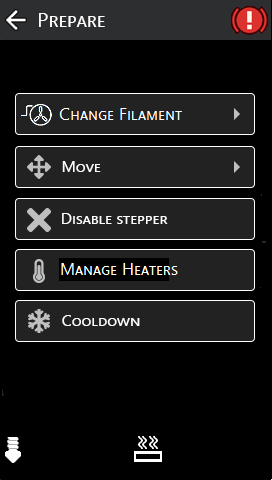 Prepare
Change Filament
Move
Disable stepper
Manage Heaters
Cooldown